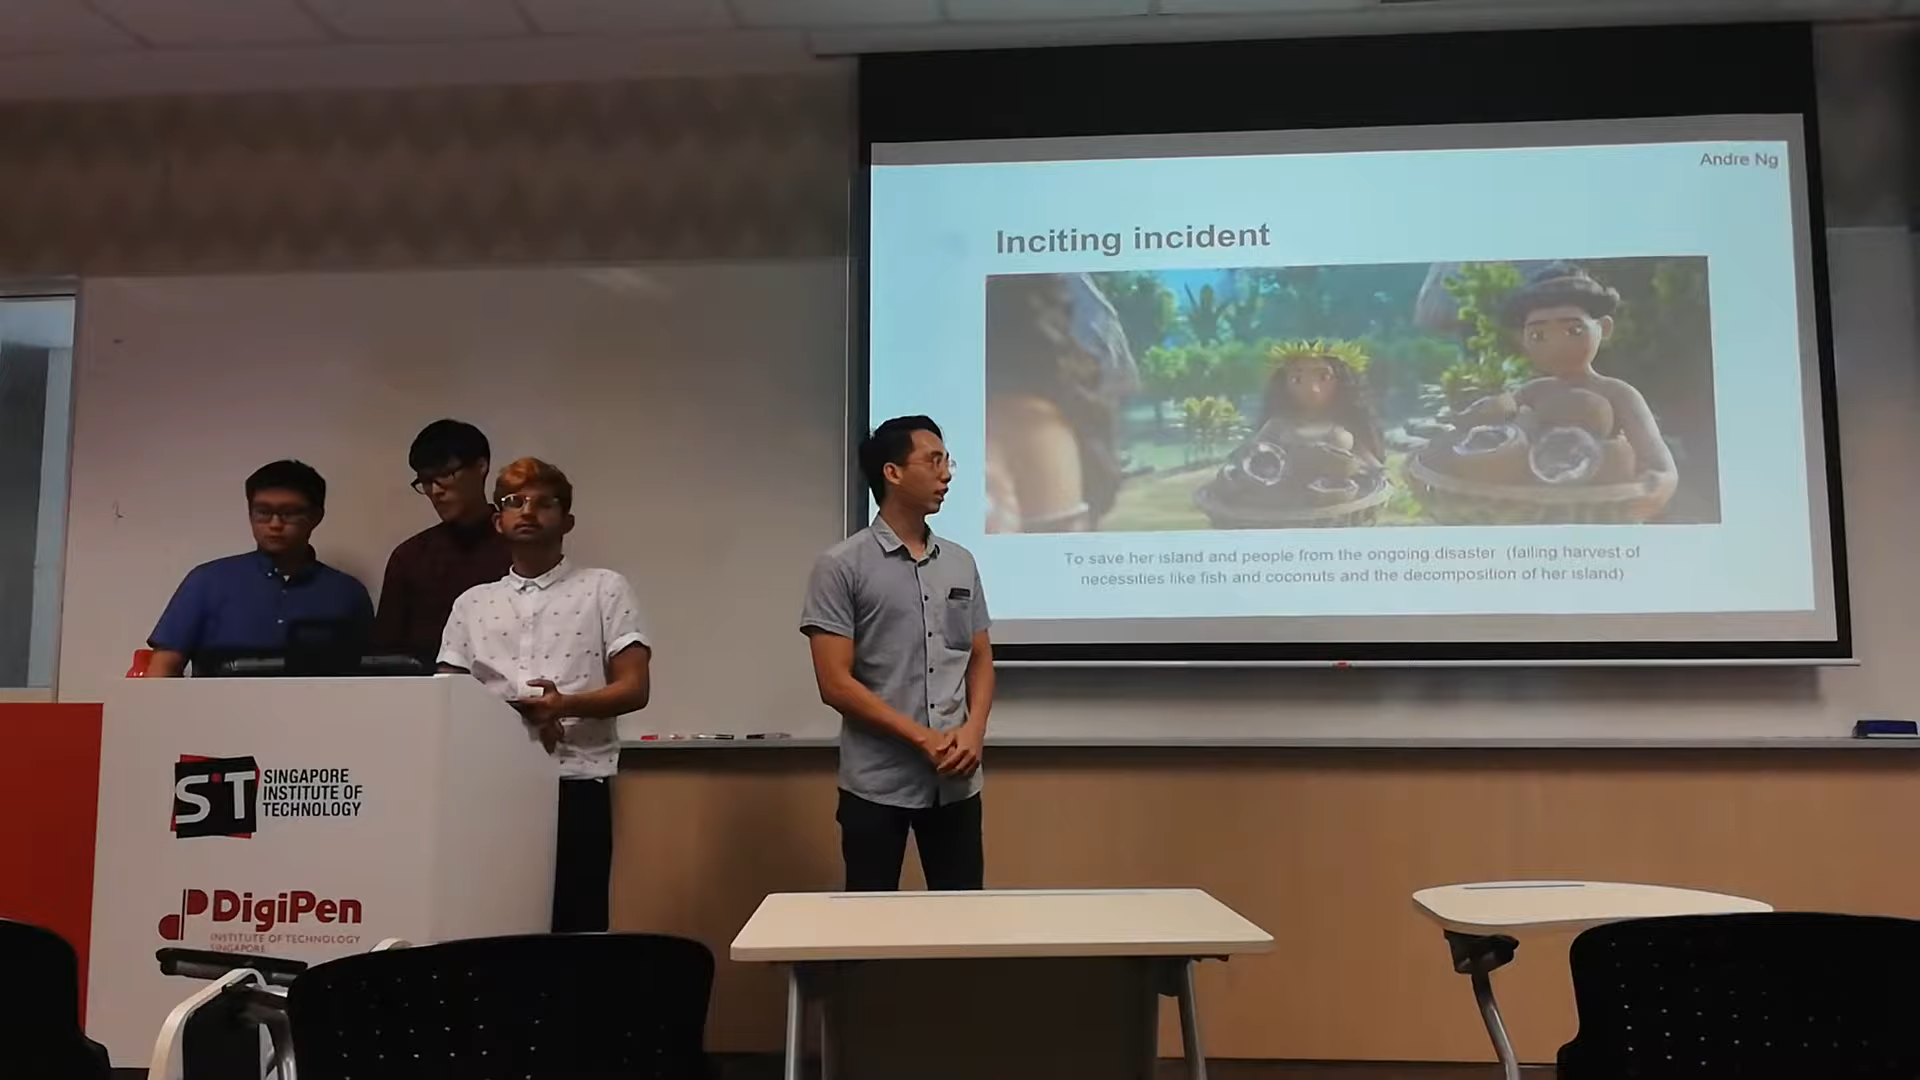 Andre Ng
Inciting incident
To save her island and people from the ongoing disaster (failing harvest of
necessities like fish and coconuts and the decomposition of her island)
SiT
SINGAPORE
INSTITUTE OF
TECHNOLOGY
DigiPen
INSTITUTE OF TECHNOLOGY
SINGAPORE